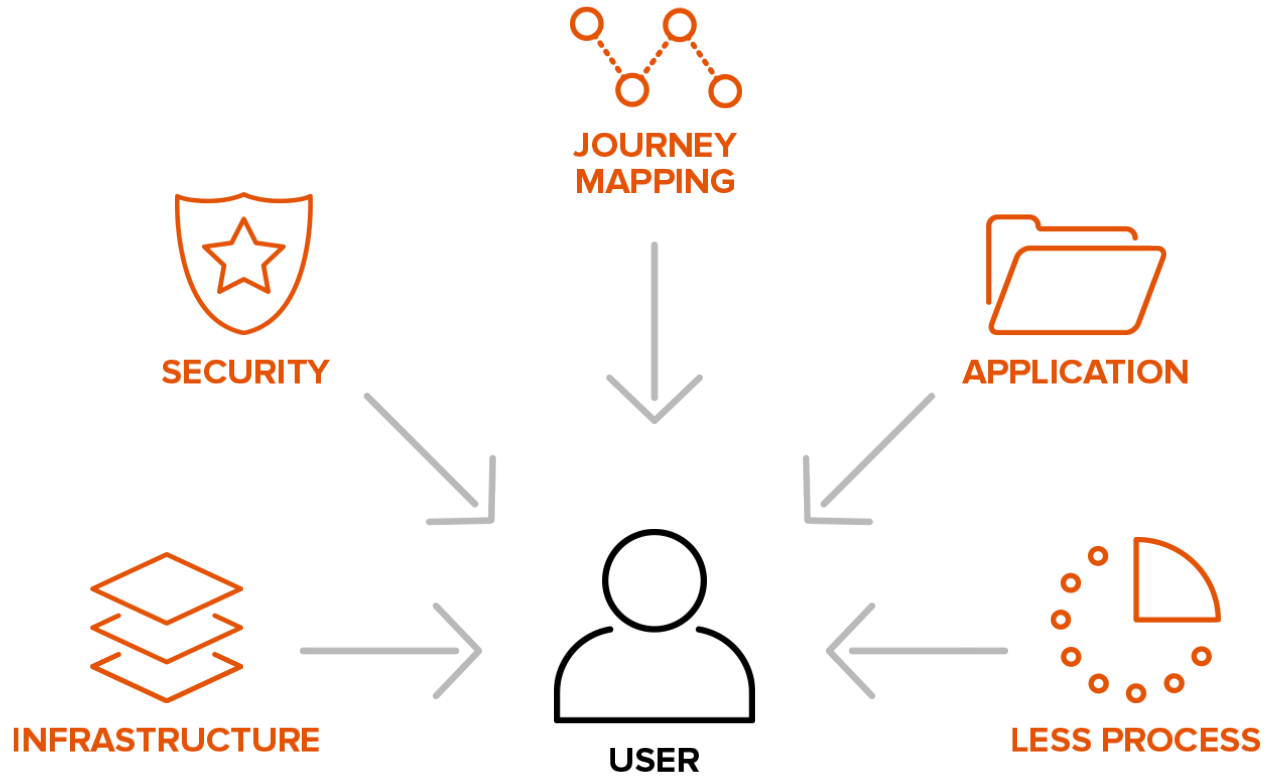 JOURNEY
MAPPING
SECURITY
APPLICATION
INFRASTRUCTURE
LESS PROCESS
USER